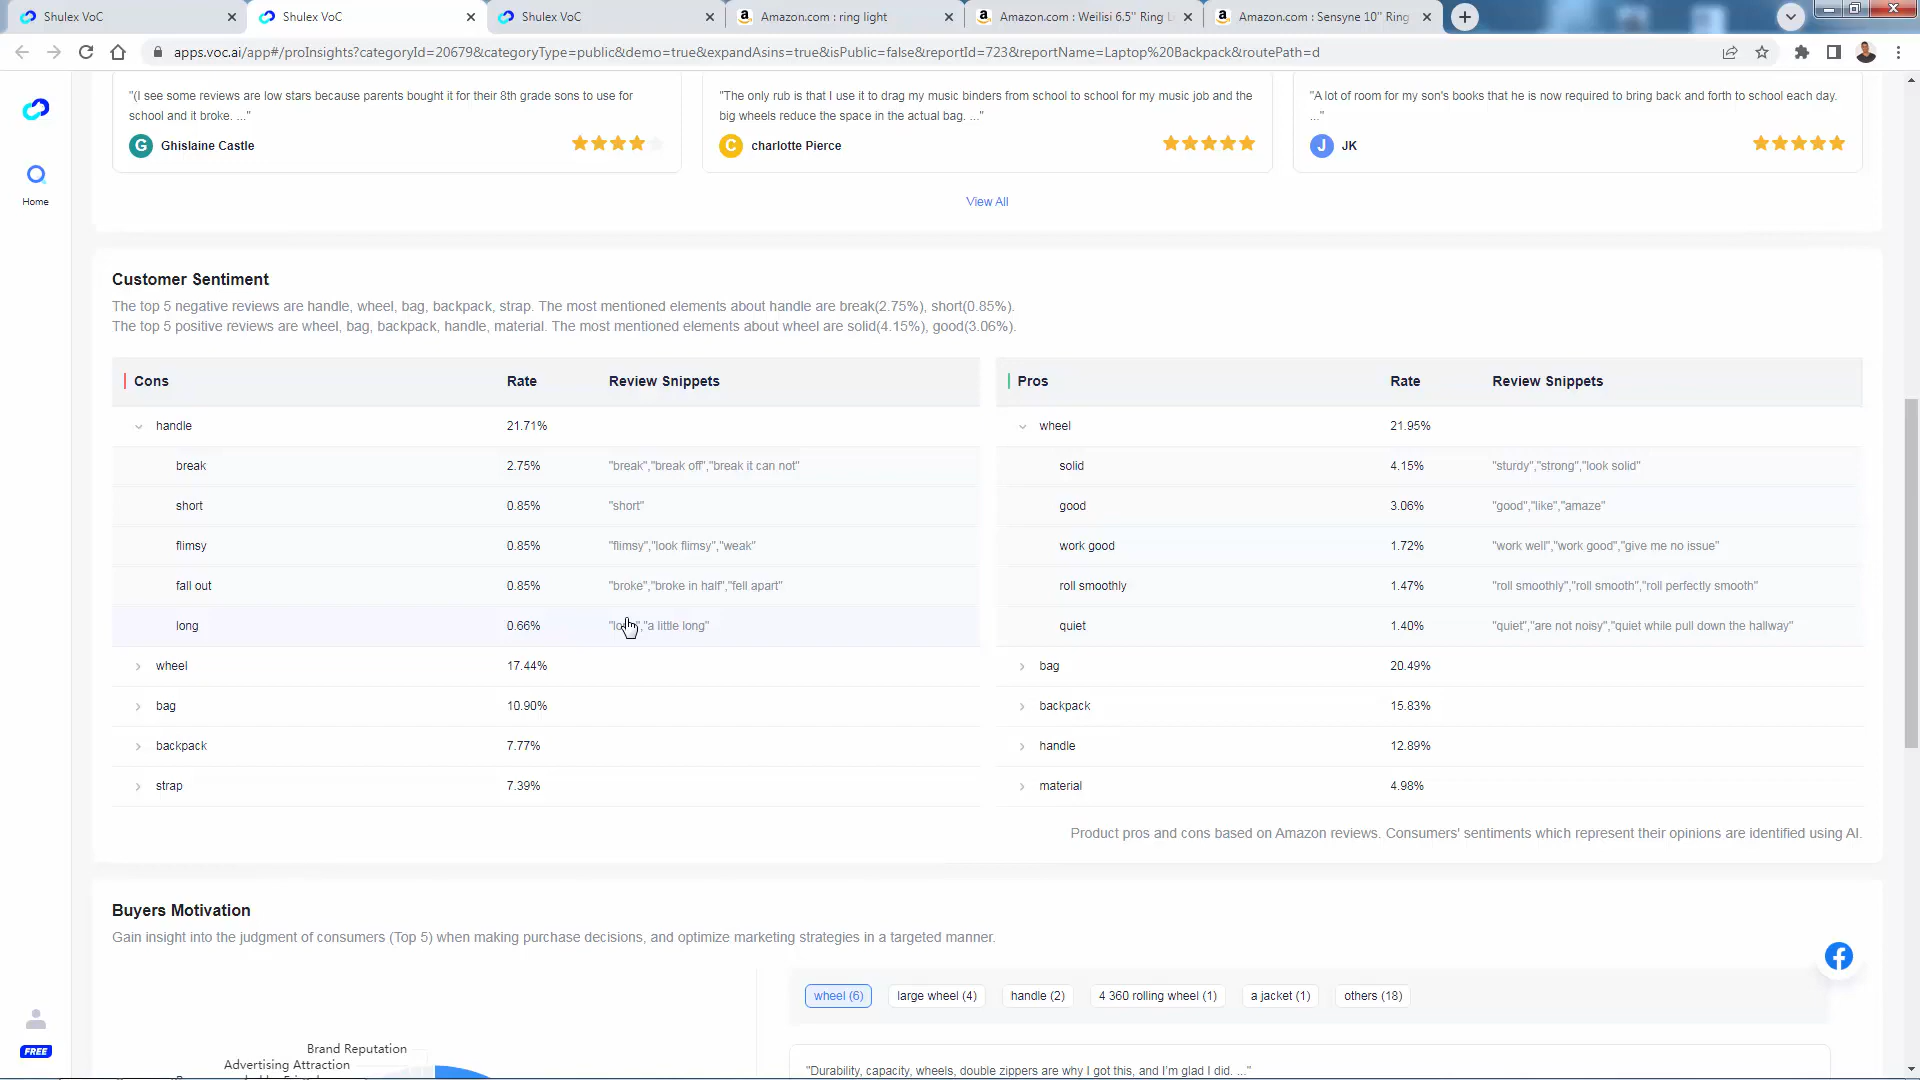 Shulex VoC
Shulex VoC
Shulex VoC
Amazon.com : ring light
Amazon.com : Weilisi 6.5" Ring L
Amazon.com : Sensyne 10" Ring
apps.voc.ai/app#/proInsights?categoryId=20679&categoryType=public&demo=true&expandAsins=true&isPublic=false&reportId=723&reportName=Laptop%20Backpack&routePath=d
Home
FREE
"(I see some reviews are low stars because parents bought it for their 8th grade sons to use for
school and it broke. ..."
G Ghislaine Castle
"The only rub is that I use it to drag my music binders from school to school for my music job and the
big wheels reduce the space in the actual bag. ..."
C charlotte Pierce
"A lot of room for my son's books that he is now required to bring back and forth to school each day.
..."
J JK
View All
Customer Sentiment
The top 5 negative reviews are handle, wheel, bag, backpack, strap. The most mentioned elements about handle are break(2.75%), short(0.85%).
The top 5 positive reviews are wheel, bag, backpack, handle, material. The most mentioned elements about wheel are solid(4.15%), good(3.06%).
Cons Rate Review Snippets
handle 21.71%
break 2.75% "break","break off","break it can not"
short 0.85% "short"
flimsy 0.85% "flimsy","look flimsy","weak"
fall out 0.85% "broke","broke in half","fell apart"
long 0.66% "a little long"
wheel 17.44%
bag 10.90%
backpack 7.77%
strap 7.39%
Pros Rate Review Snippets
wheel 21.95%
solid 4.15% "sturdy","strong","look solid"
good 3.06% "good","like","amaze"
work good 1.72% "work well","work good","give me no issue"
roll smoothly 1.47% "roll smoothly","roll smooth","roll perfectly smooth"
quiet 1.40% "quiet","are not noisy","quiet while pull down the hallway"
bag 20.49%
backpack 15.83%
handle 12.89%
material 4.98%
Product pros and cons based on Amazon reviews. Consumers' sentiments which represent their opinions are identified using AI.
Buyers Motivation
Gain insight into the judgment of consumers (Top 5) when making purchase decisions, and optimize marketing strategies in a targeted manner.
Brand Reputation
Advertising Attraction
wheel (6) large wheel (4) handle (2) 4 360 rolling wheel (1) a jacket (1) others (18)
"Durability, capacity, wheels, double zippers are why I got this, and I'm glad I did. ..."